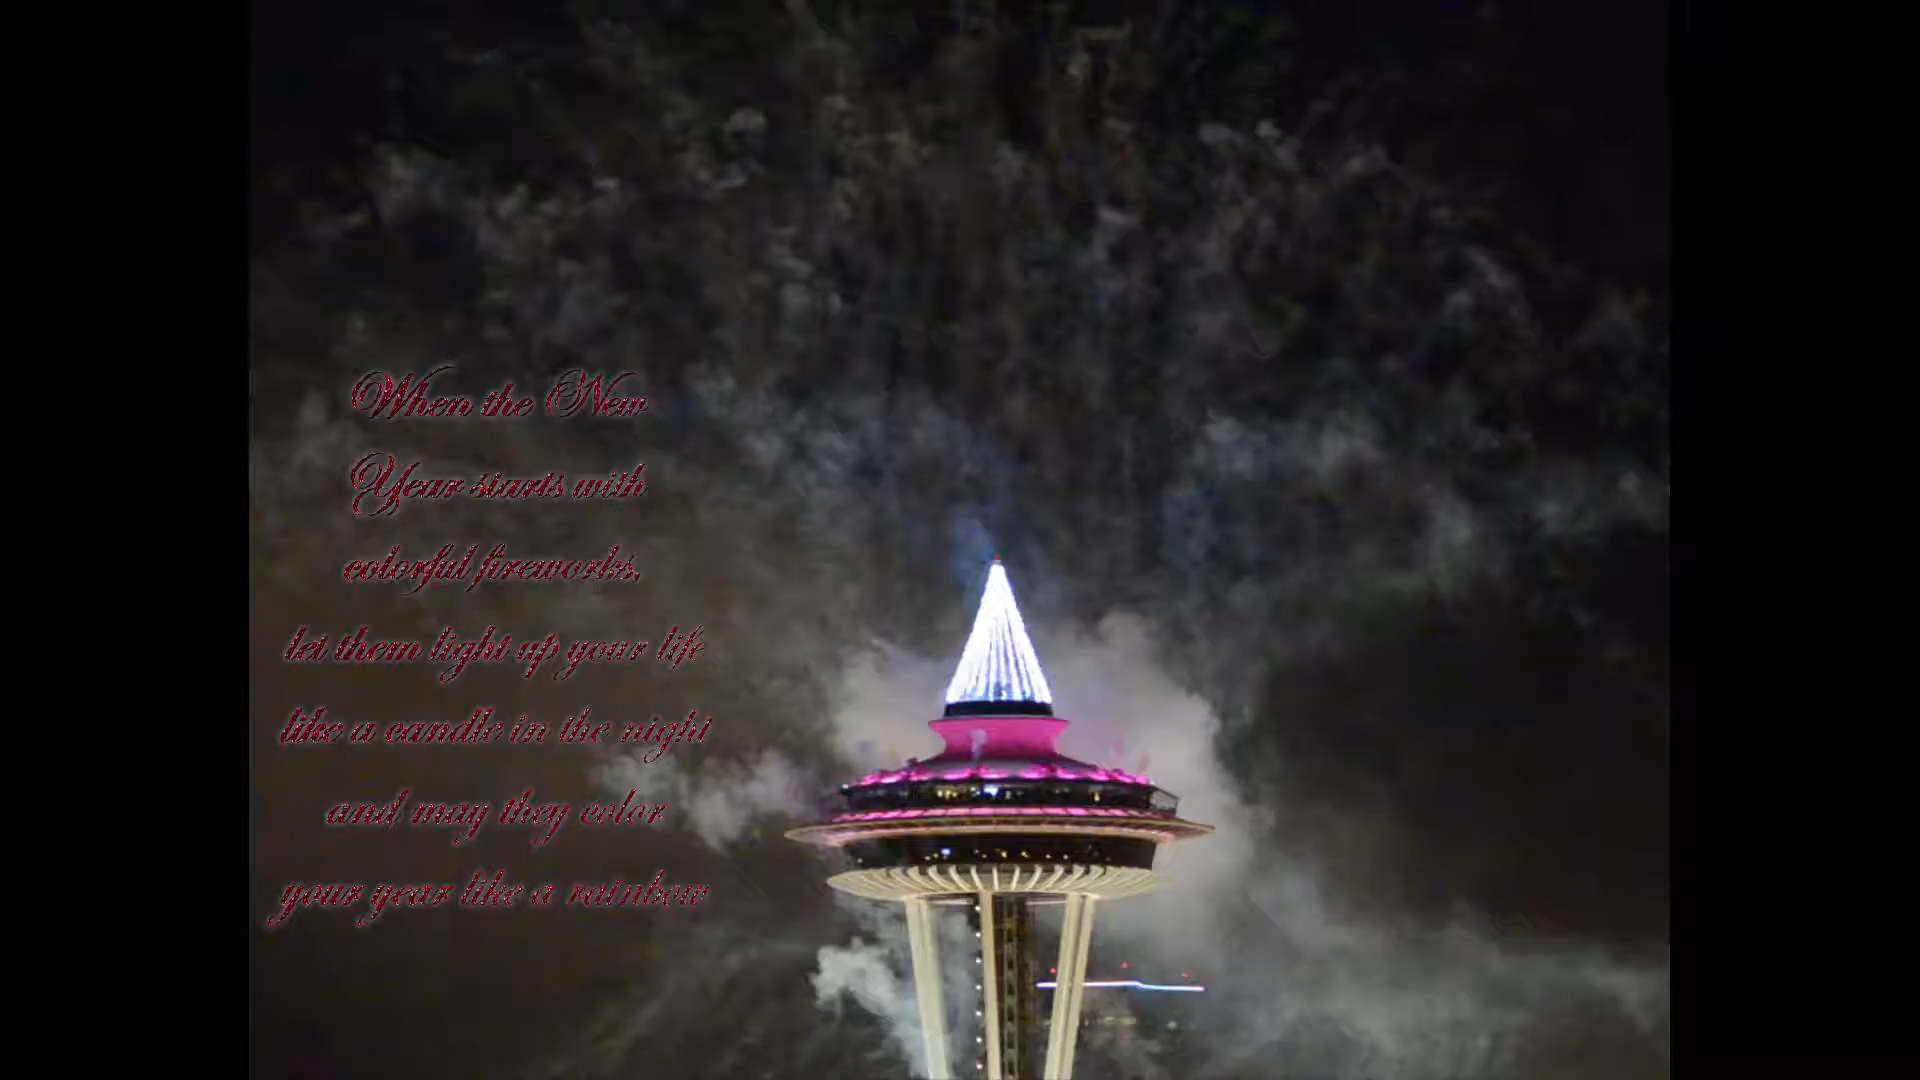 When the New
Year starts with
colorful fireworks,
let them light up your life
like a candle in the night
and may they color
your year like a rainbow